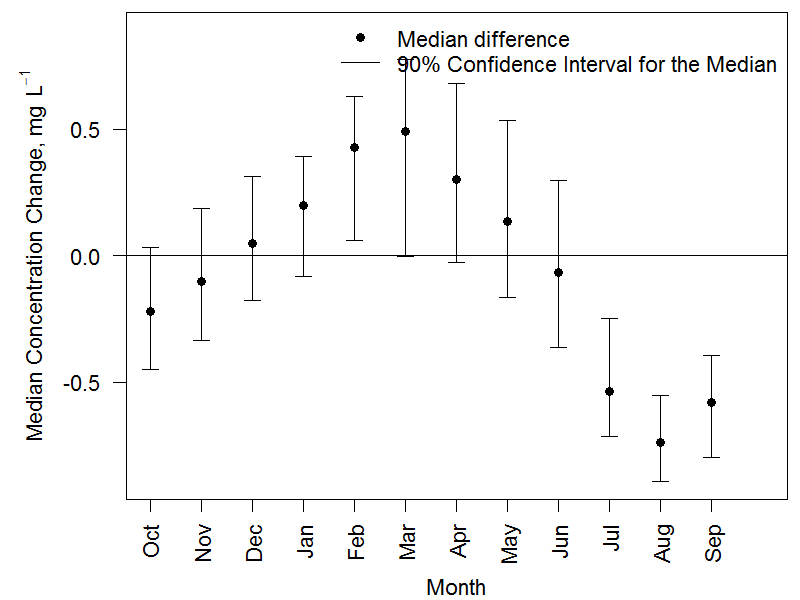 Median difference
90% Confidence Interval for the Median
Median Concentration Change, mg L⁻¹
0.5
0.0
-0.5
Oct
Nov
Dec
Jan
Feb
Mar
Apr
May
Jun
Jul
Aug
Sep
Month